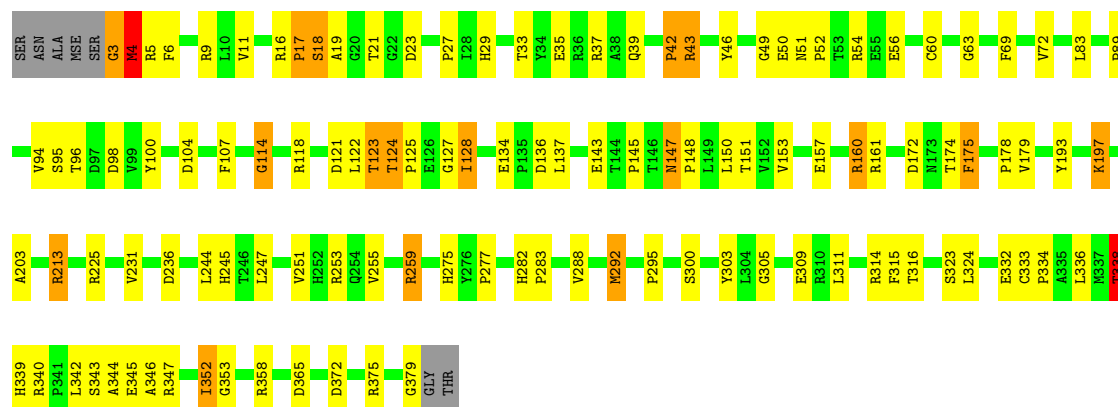 SER ASN ALA MSE SER G3 M4 R5 F6 R9 L10 V11 R16 P17 S18 A19 G20 T21 G22 D23 P27 I28 H29 T33 Y34 E35 R36 R37 A38 Q39 P42 R43 Y46 G49 E50 N51 P52 T53 R54 E55 E56 C60 G63 F69 V72 L83
V94 S95 T96 D97 D98 V99 Y100 D104 F107 G114 R118 D121 L122 T123 T124 P125 E126 G127 I128 E134 P135 D136 L137 E143 T144 P145 T146 N147 P148 L149 L150 T151 V152 V153 E157 R160 R161 D172 N173 T174 F175 P178 V179 Y193 K197
A203 R213 R225 V231 D236 L244 H245 T246 L247 V251 H252 R253 Q254 V255 R259 H275 Y276 P277 H282 P283 V288 M292 P295 S300 Y303 L304 G305 E309 R310 L311 R314 F315 T316 S323 L324 E332 C333 P334 A335 L336 M337 T338
H339 R340 P341 L342 S343 A344 E345 A346 R347 I352 G353 R358 D365 D372 R375 G379 GLY THR